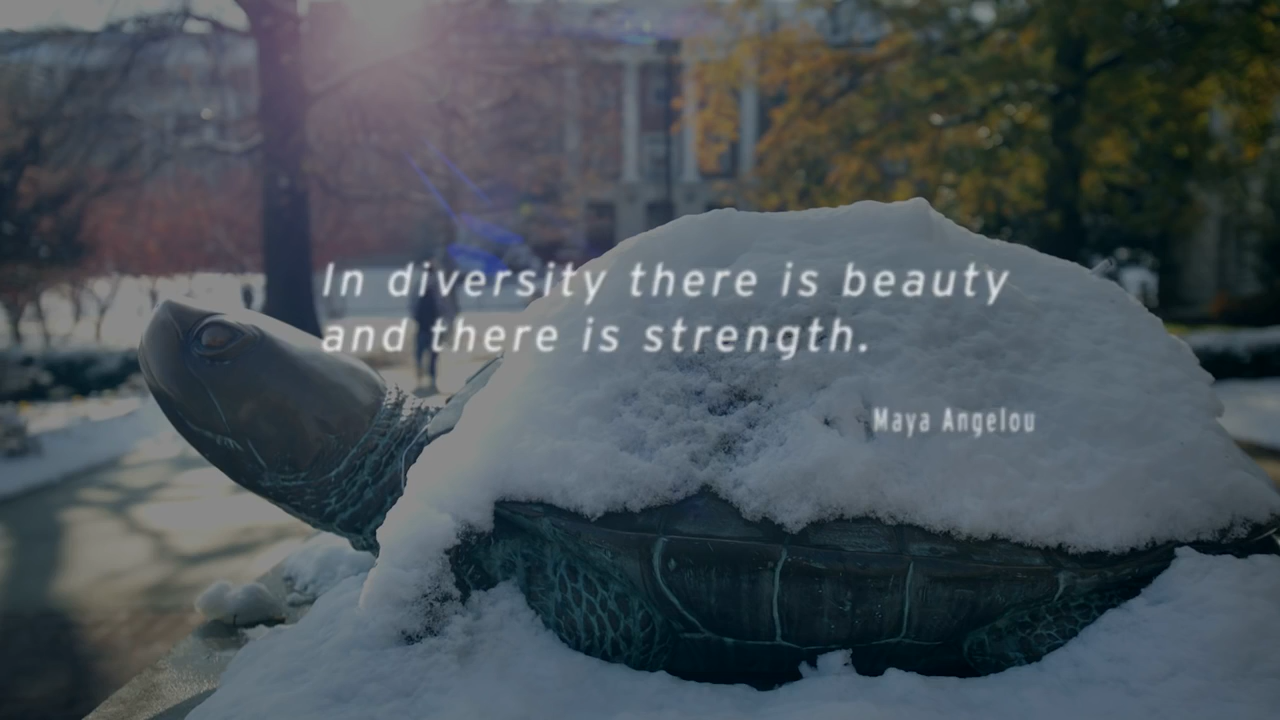 In diversity there is beauty
and there is strength.
Maya Angelou